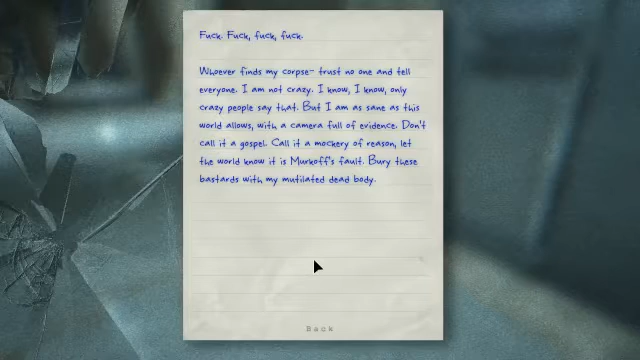 Fuck. Fuck, fuck, fuck.
Whoever finds my corpse- trust no one and tell
everyone. I am not crazy. I know, I know, only
crazy people say that. But I am as sane as this
world allows, with a camera full of evidence. Don't
call it a gospel. Call it a mockery of reason, let
the world know it is Murkoff's fault. Bury these
bastards with my mutilated dead body.
Back